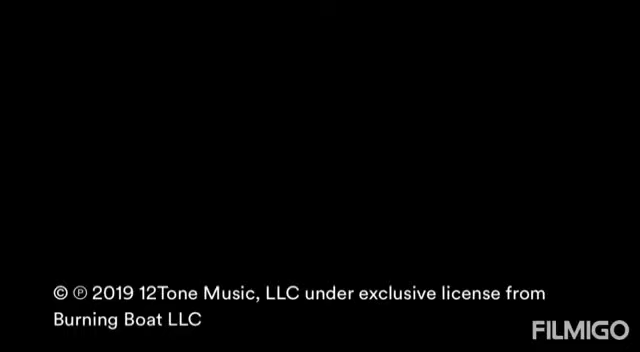 © ℗ 2019 12Tone Music, LLC under exclusive license from
Burning Boat LLC
FILMIGO